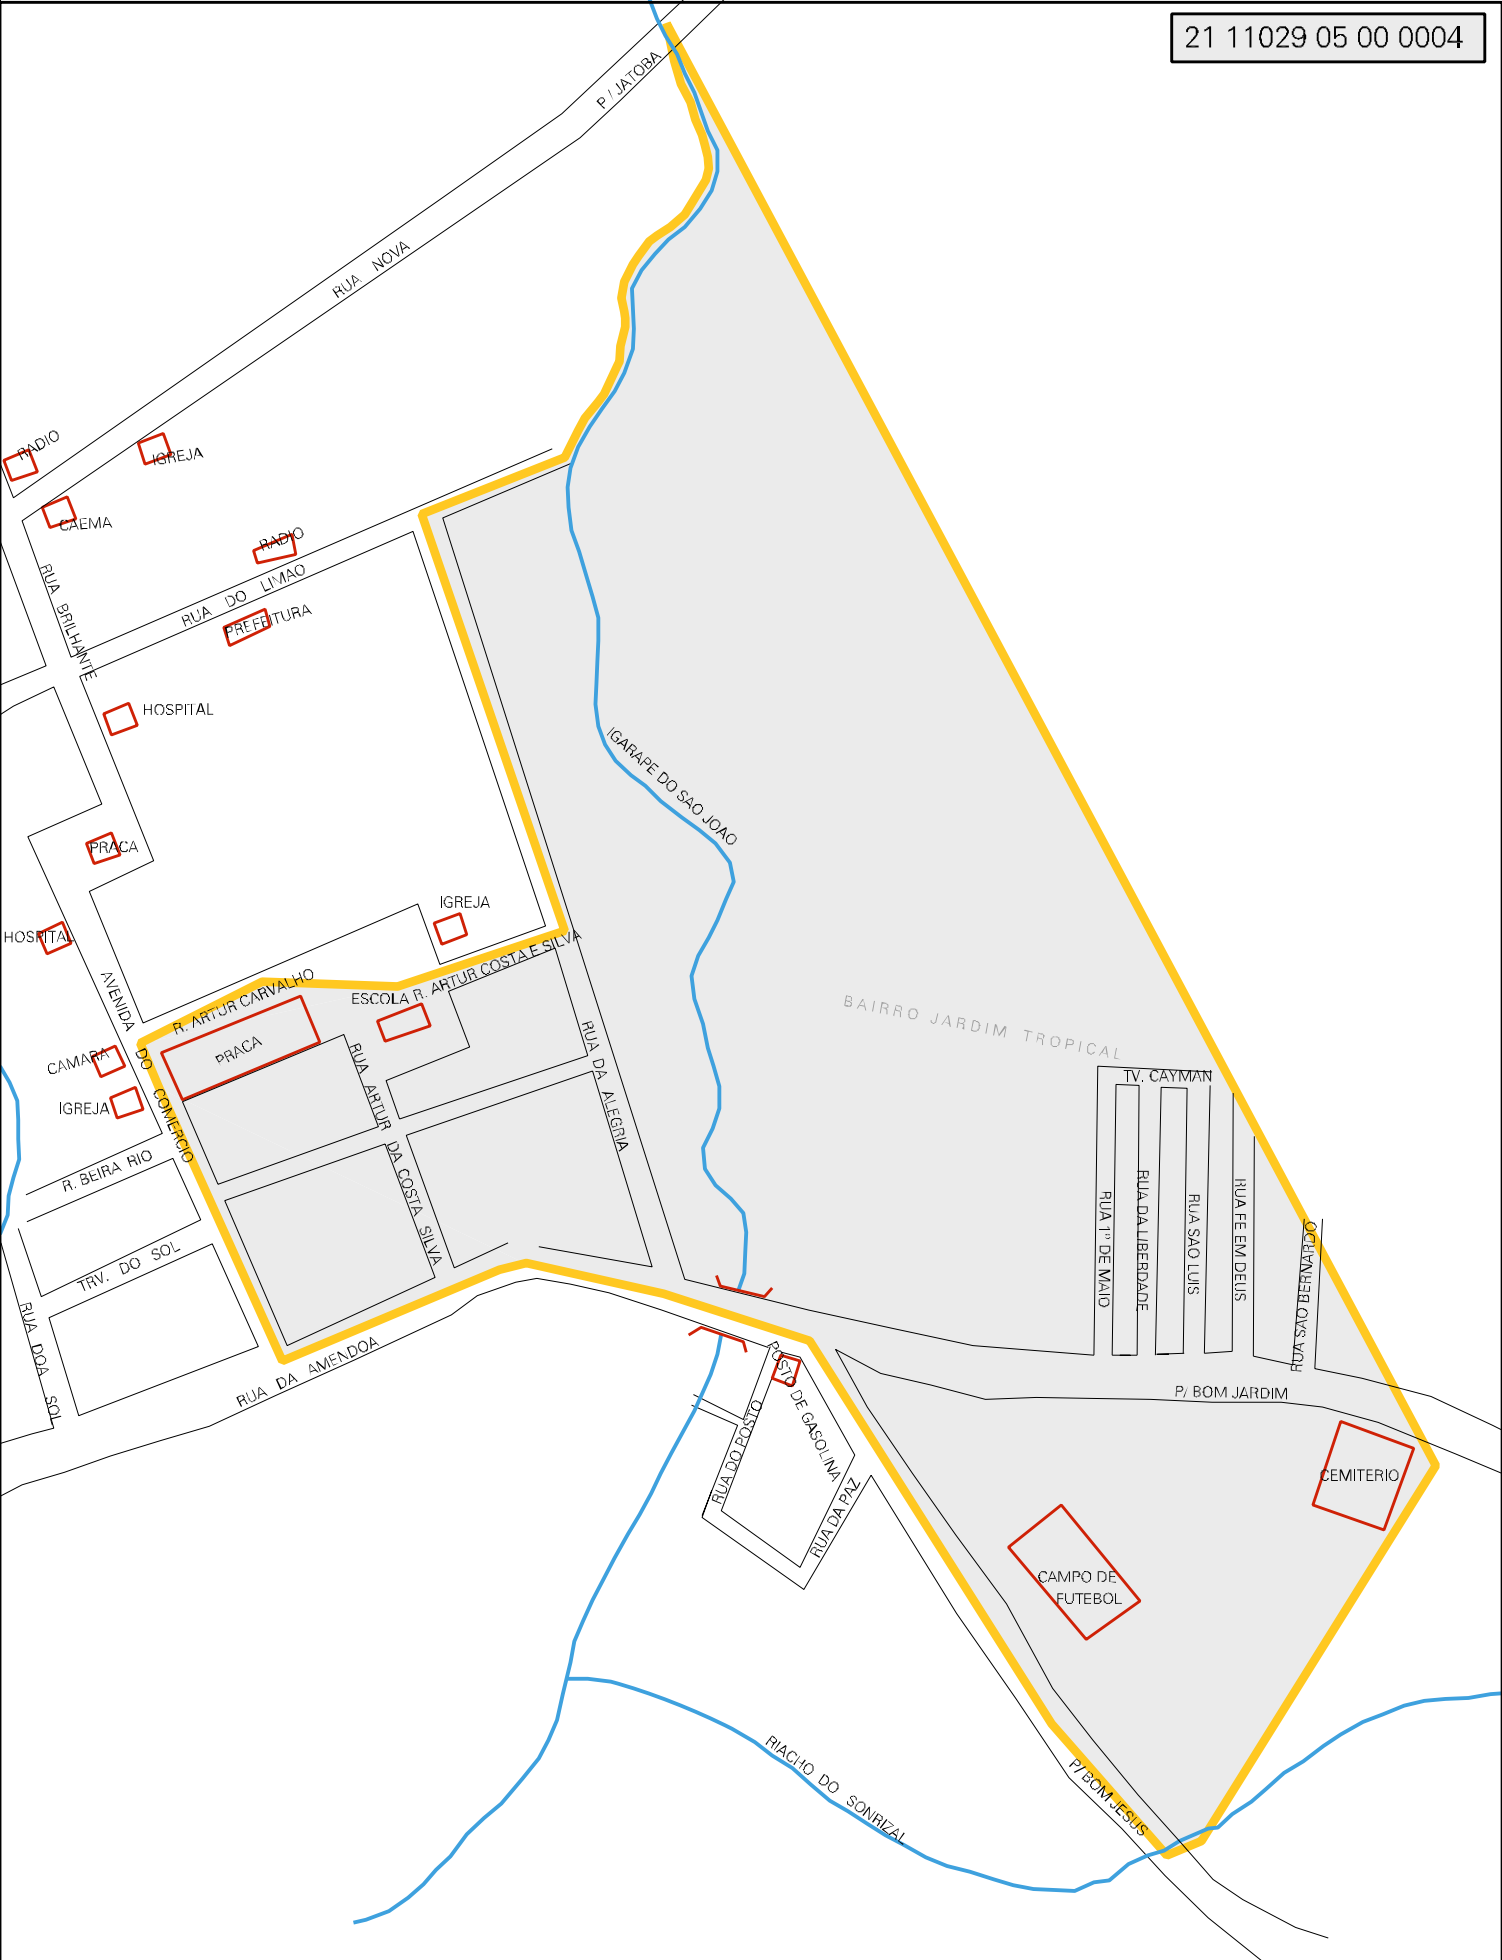 21 11029 05 00 0004
P / JATOBA
RUA NOVA
RADIO
IGREJA
CAEMA
RADIO
RUA DO LIMAO
RUA BRILHANTE
PREFEITURA
HOSPITAL
IGARAPE DO SAO JOAO
PRACA
IGREJA
HOSPITAL
R. ARTUR COSTA E SILVA
AVENIDA DO COMERCIO
R. ARTUR CARVALHO
ESCOLA
BAIRRO JARDIM TROPICAL
PRACA
CAMARA
RUA ARTUR DA COSTA SILVA
RUA DA ALEGRIA
TV. CAYMAN
IGREJA
R. BEIRA RIO
RUA 1º DE MAIO
RUA DA LIBERDADE
RUA SAO LUIS
RUA FE EM DEUS
RUA SAO BERNARDO
TRV. DO SOL
RUA DOA SOL
RUA DA AMENDOA
POSTO DE GASOLINA
P/ BOM JARDIM
RUA DO POSTO
RUA DA PAZ
CEMITERIO
CAMPO DE
FUTEBOL
RIACHO DO SONRIZAL
P/ BOM JESUS